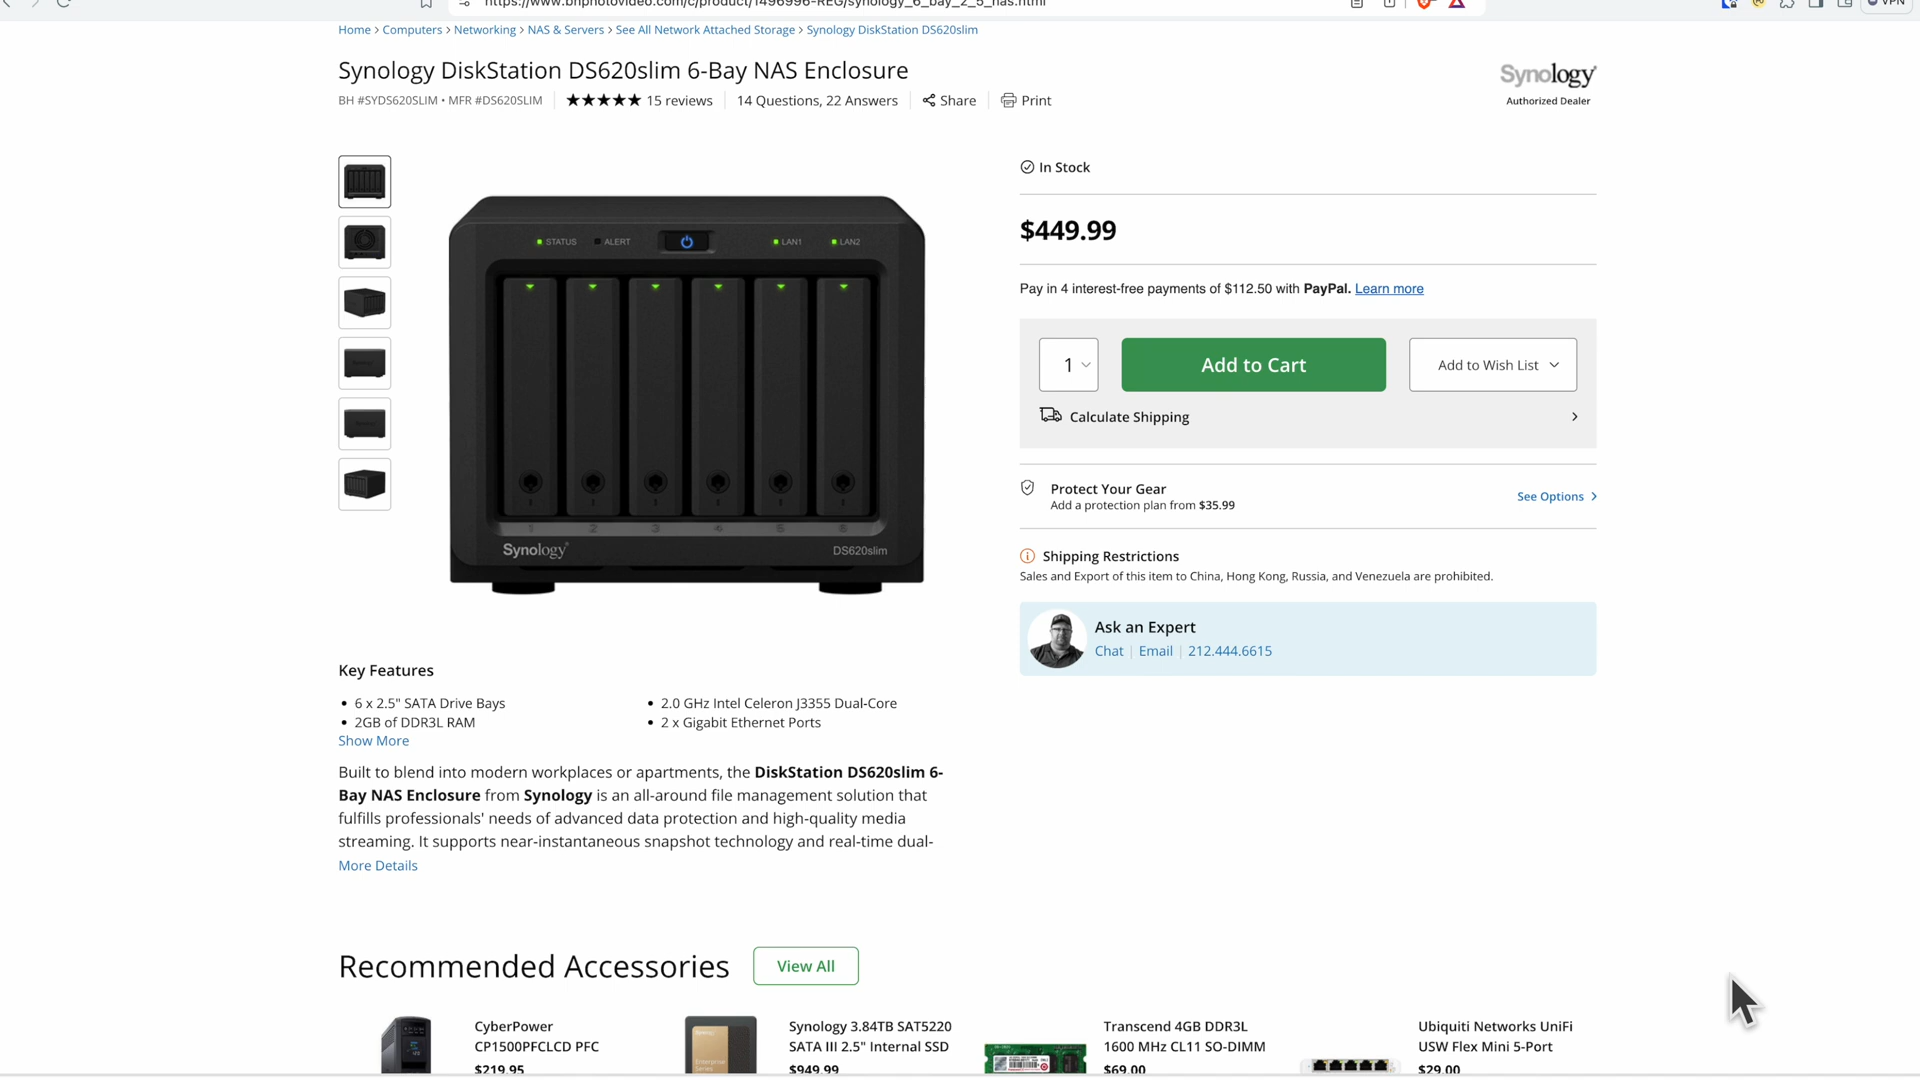 https://www.bhphotovideo.com/c/product/1496996-REG/synology_6_bay_2_5_nas.html
VPN
Home > Computers > Networking > NAS & Servers > See All Network Attached Storage > Synology DiskStation DS620slim
Synology DiskStation DS620slim 6-Bay NAS Enclosure
BH #SYDS620SLIM • MFR #DS620SLIM
★★★★★ 15 reviews
14 Questions, 22 Answers
Share
Print
Synology
Authorized Dealer
STATUS ALERT LAN1 LAN2
1 2 3 4 5 6
Synology DS620slim
In Stock
$449.99
Pay in 4 interest-free payments of $112.50 with PayPal. Learn more
1
Add to Cart
Add to Wish List
Calculate Shipping
Protect Your Gear
Add a protection plan from $35.99
See Options
Shipping Restrictions
Sales and Export of this item to China, Hong Kong, Russia, and Venezuela are prohibited.
Ask an Expert
Chat | Email | 212.444.6615
Key Features
• 6 x 2.5" SATA Drive Bays
• 2GB of DDR3L RAM
• 2.0 GHz Intel Celeron J3355 Dual-Core
• 2 x Gigabit Ethernet Ports
Show More
Built to blend into modern workplaces or apartments, the DiskStation DS620slim 6-
Bay NAS Enclosure from Synology is an all-around file management solution that
fulfills professionals' needs of advanced data protection and high-quality media
streaming. It supports near-instantaneous snapshot technology and real-time dual-
More Details
Recommended Accessories
View All
CyberPower
CP1500PFCLCD PFC
$219.95
Synology 3.84TB SAT5220
SATA III 2.5" Internal SSD
$949.99
Transcend 4GB DDR3L
1600 MHz CL11 SO-DIMM
$69.00
Ubiquiti Networks UniFi
USW Flex Mini 5-Port
$29.00